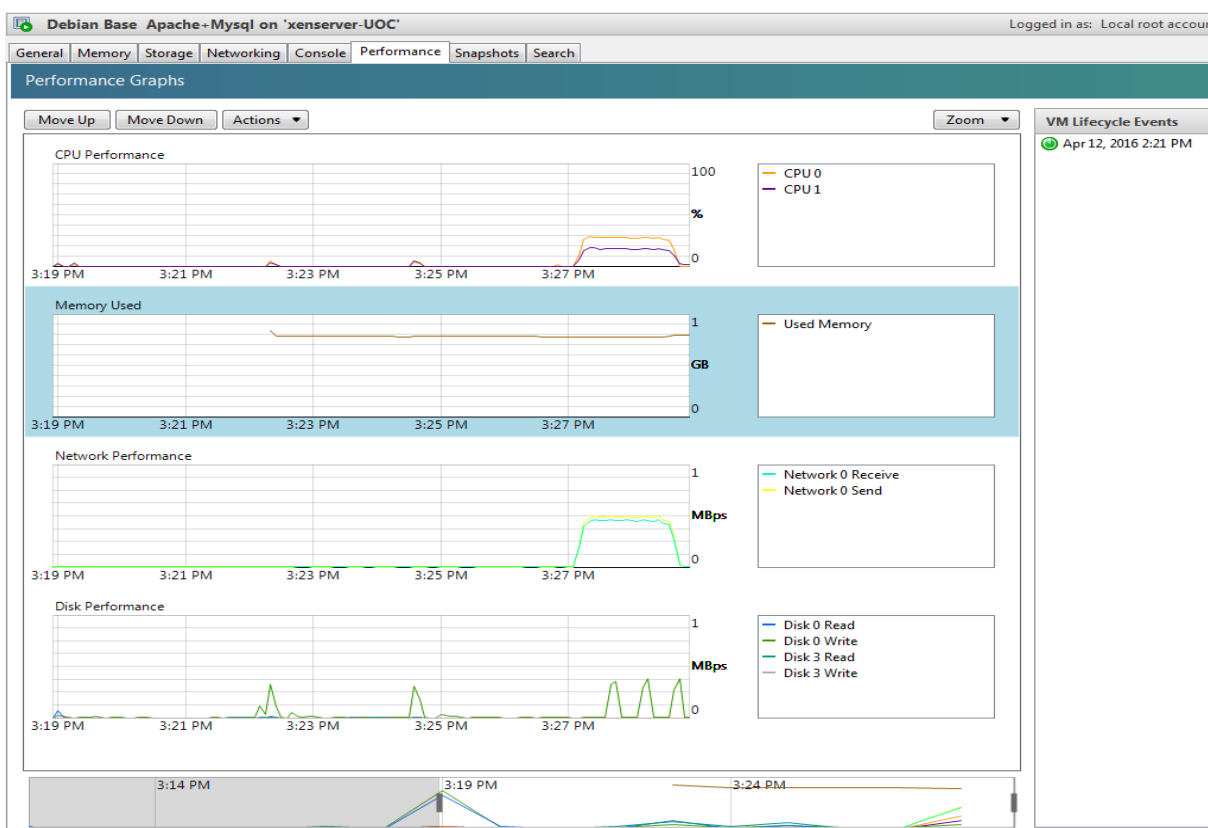 Debian Base Apache+Mysql on 'xenserver-UOC'
Logged in as: Local root accour
General Memory Storage Networking Console Performance Snapshots Search
Performance Graphs
Move Up Move Down Actions Zoom
VM Lifecycle Events
Apr 12, 2016 2:21 PM
CPU Performance
100
%
0
3:19 PM 3:21 PM 3:23 PM 3:25 PM 3:27 PM
CPU 0
CPU 1
Memory Used
1
GB
0
3:19 PM 3:21 PM 3:23 PM 3:25 PM 3:27 PM
Used Memory
Network Performance
1
MBps
0
3:19 PM 3:21 PM 3:23 PM 3:25 PM 3:27 PM
Network 0 Receive
Network 0 Send
Disk Performance
1
MBps
0
3:19 PM 3:21 PM 3:23 PM 3:25 PM 3:27 PM
Disk 0 Read
Disk 0 Write
Disk 3 Read
Disk 3 Write
3:14 PM 3:19 PM 3:24 PM